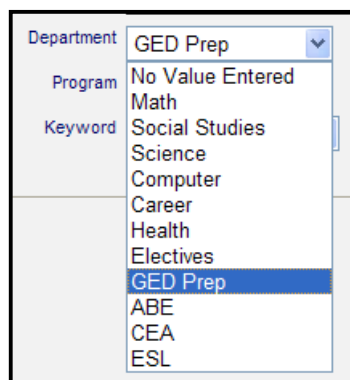 Department GED Prep
Program No Value Entered
Math
Keyword Social Studies
Science
Computer
Career
Health
Electives
GED Prep
ABE
CEA
ESL